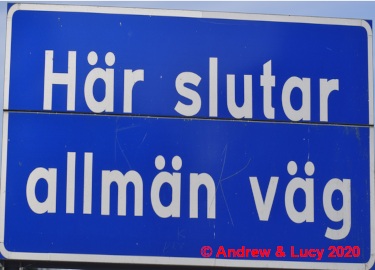 Här slutar
allmän väg
© Andrew & Lucy 2020